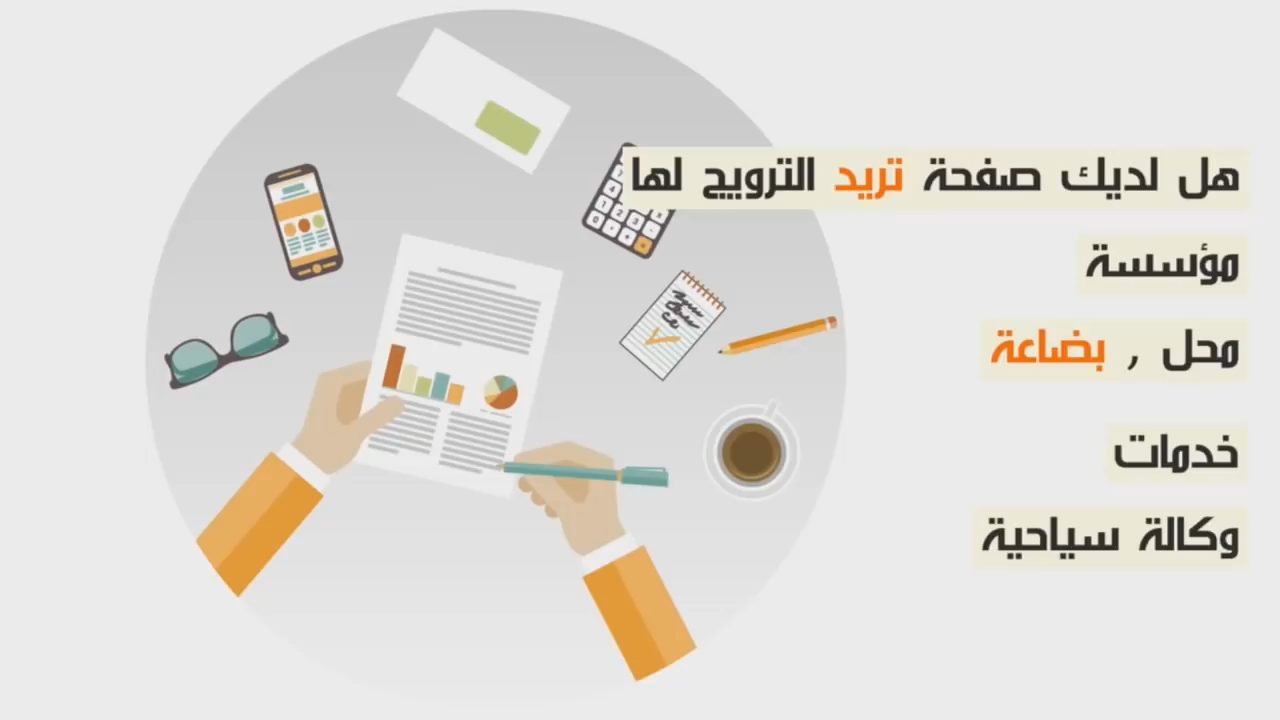 هل لديك صفحة تريد الترويج لها
مؤسسة
محل , بضاعة
خدمات
وكالة سياحية